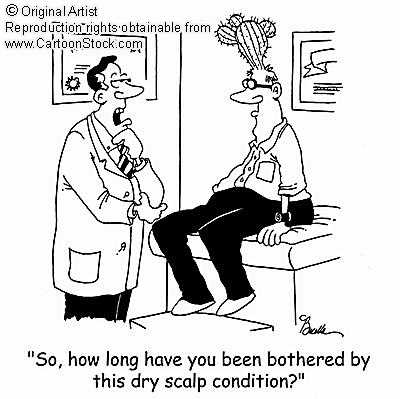 © Original Artist
Reproduction rights obtainable from
www.CartoonStock.com
"So, how long have you been bothered by
this dry scalp condition?"